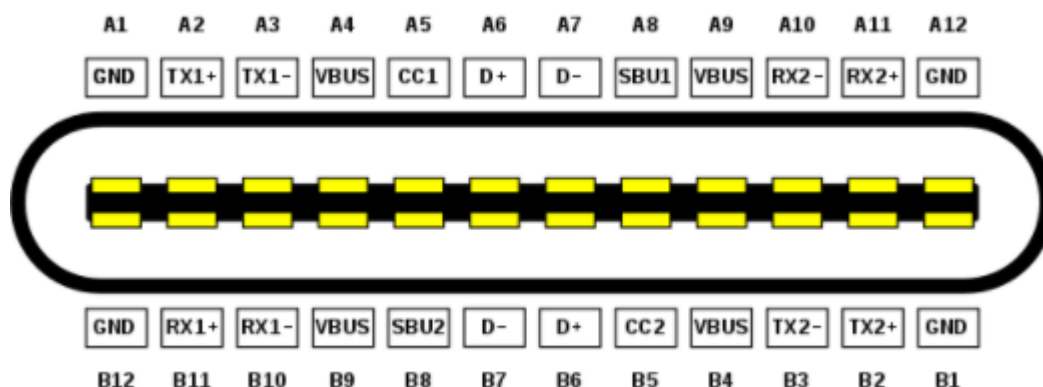 A1 A2 A3 A4 A5 A6 A7 A8 A9 A10 A11 A12
GND TX1+ TX1- VBUS CC1 D+ D- SBU1 VBUS RX2- RX2+ GND
GND RX1+ RX1- VBUS SBU2 D- D+ CC2 VBUS TX2- TX2+ GND
B12 B11 B10 B9 B8 B7 B6 B5 B4 B3 B2 B1